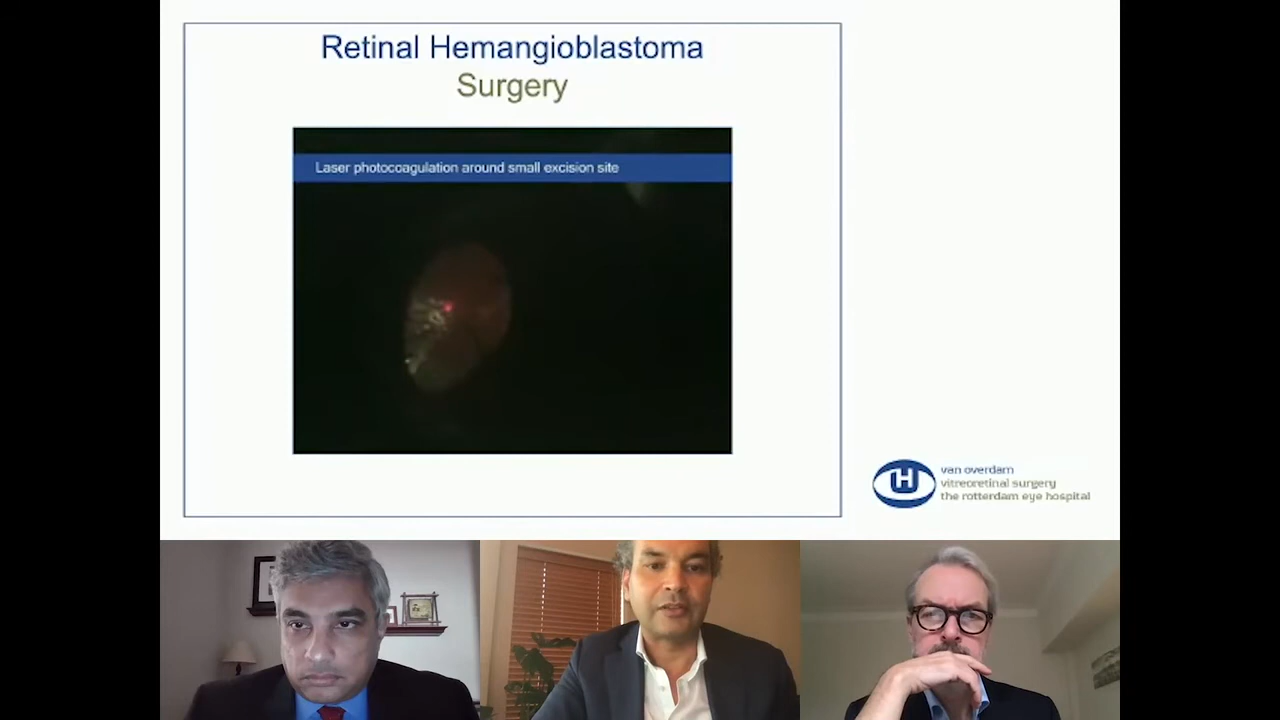 Retinal Hemangioblastoma
Surgery
Laser photocoagulation around small excision site
van overdam
vitreoretinal surgery
the rotterdam eye hospital